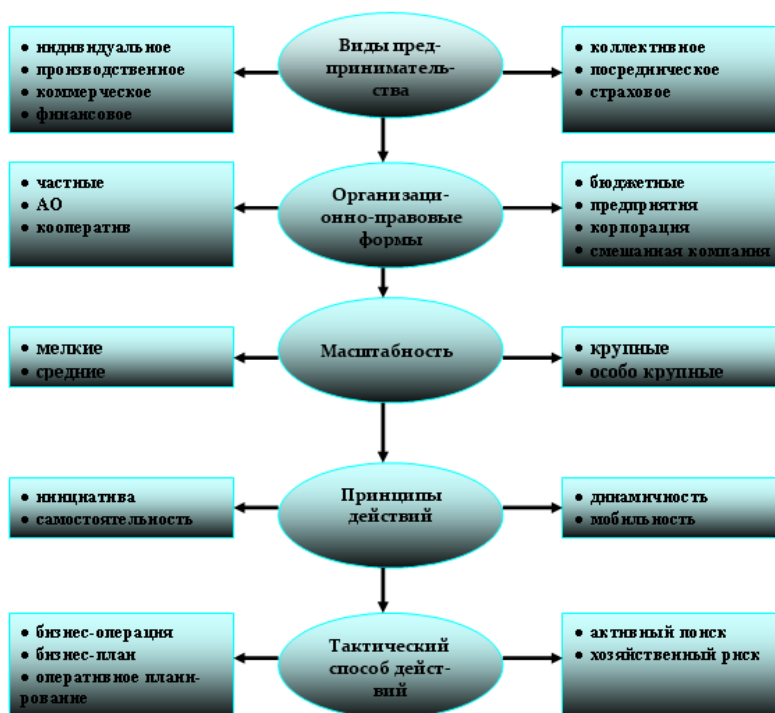 • индивидуальное
• производственное
• коммерческое
• финансовое
Виды пред-
принимательь-
ства
• коллективное
• посредническое
• страховое
• частные
• АО
• кооператив
Организаци-
онно-правовые
формы
• бюджетные
• предприятия
• корпорация
• смешанная компания
• мелкие
• средние
Масштабность
• крупные
• особо крупные
• инициатива
• самостоятельность
Принципы
действий
• динамичность
• мобильность
• бизнес-операция
• бизнес-план
• оперативное плани-
рование
Тактический
способ дейст-
вий
• активный поиск
• хозяйственный риск